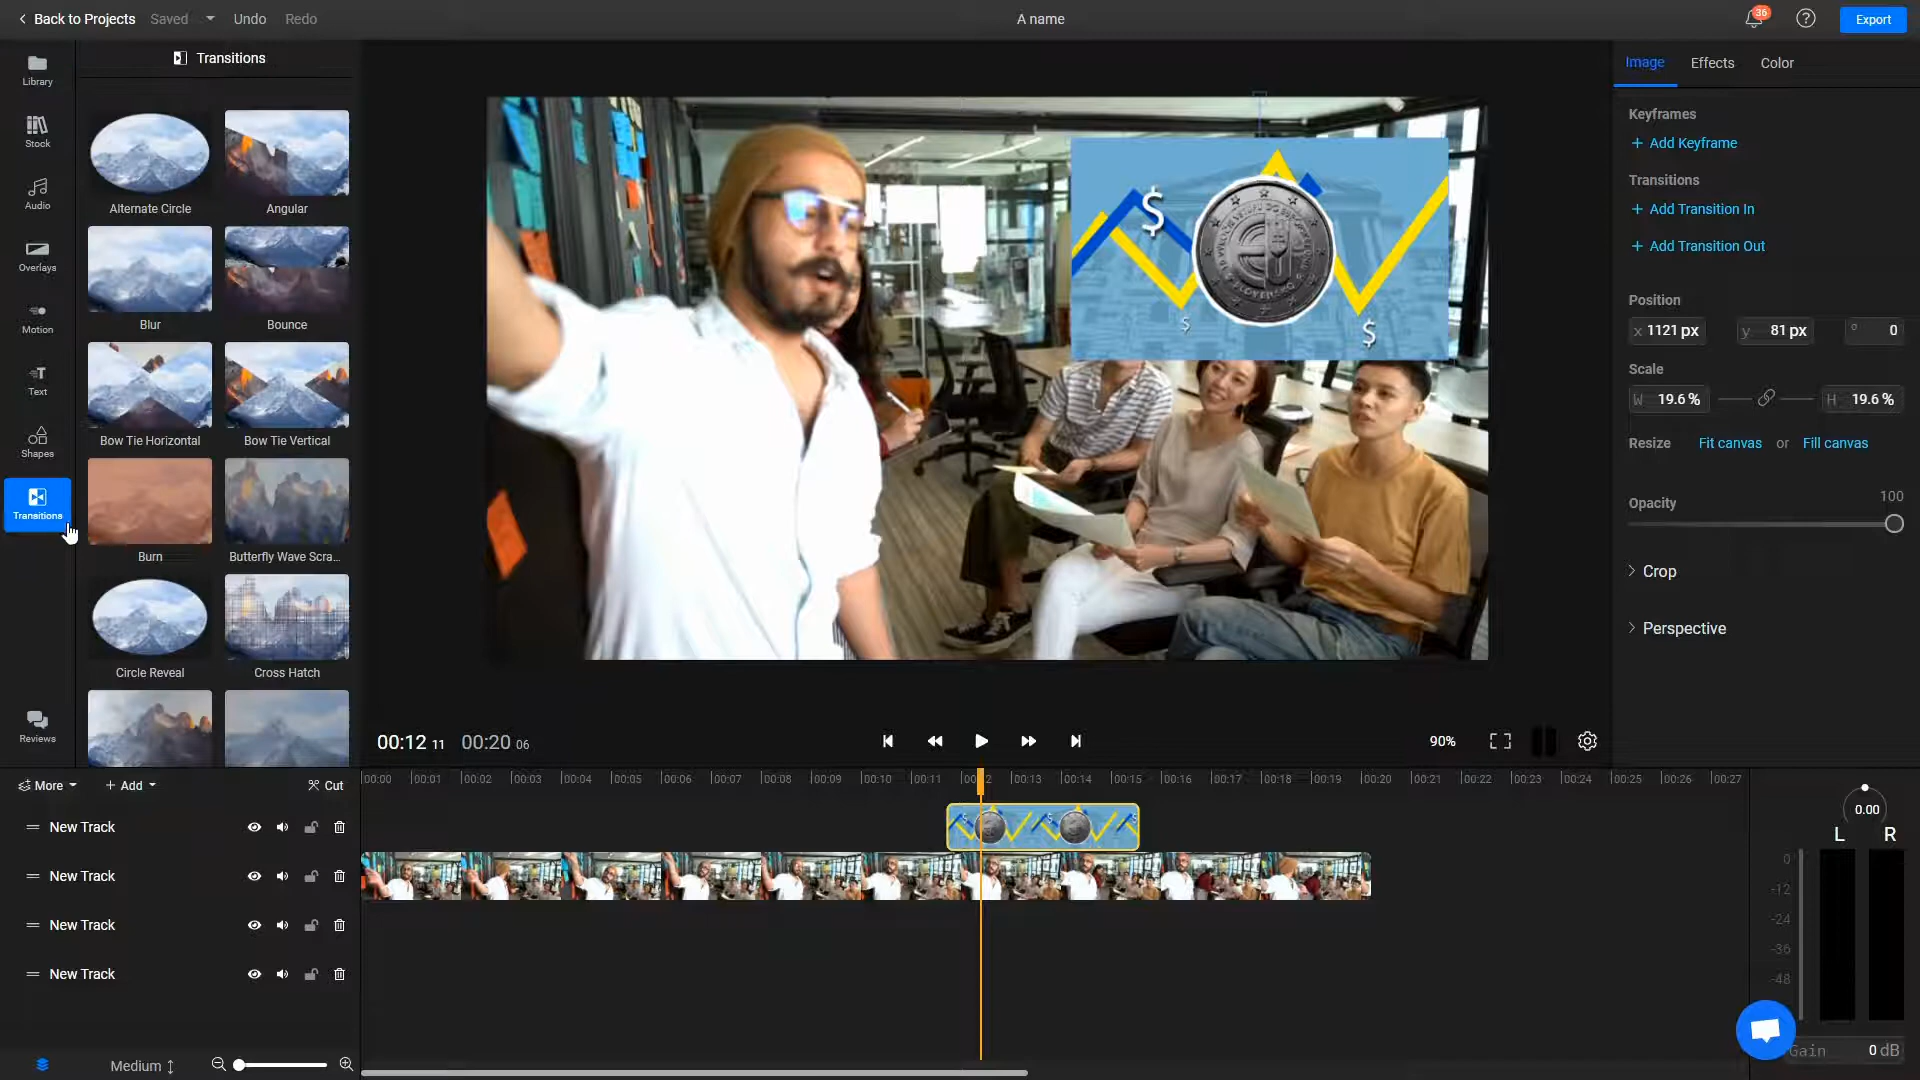 Back to Projects Saved Undo Redo A name 36 Export
Transitions
Image Effects Color
Library
Stock
Audio
Overlays
Motion
Text
Shapes
Transitions
Reviews
Alternate Circle Angular
Blur Bounce
Bow Tie Horizontal Bow Tie Vertical
Burn Butterfly Wave Scra...
Circle Reveal Cross Hatch
$
$
$
Keyframes
+ Add Keyframe
Transitions
+ Add Transition In
+ Add Transition Out
Position
x 1121 px y 81 px ° 0
Scale
W 19.6 % H 19.6 %
Resize Fit canvas or Fill canvas
Opacity 100
Crop
Perspective
00:12 11 00:20 06 90%
More + Add Cut
00:00 00:01 00:02 00:03 00:04 00:05 00:06 00:07 00:08 00:09 00:10 00:11 00:13 00:14 00:15 00:16 00:17 00:18 00:19 00:20 00:21 00:22 00:23 00:24 00:25 00:26 00:27
New Track
New Track
New Track
New Track
Medium
0.00
L R
0
-12
-24
-36
-48
Gain 0 dB